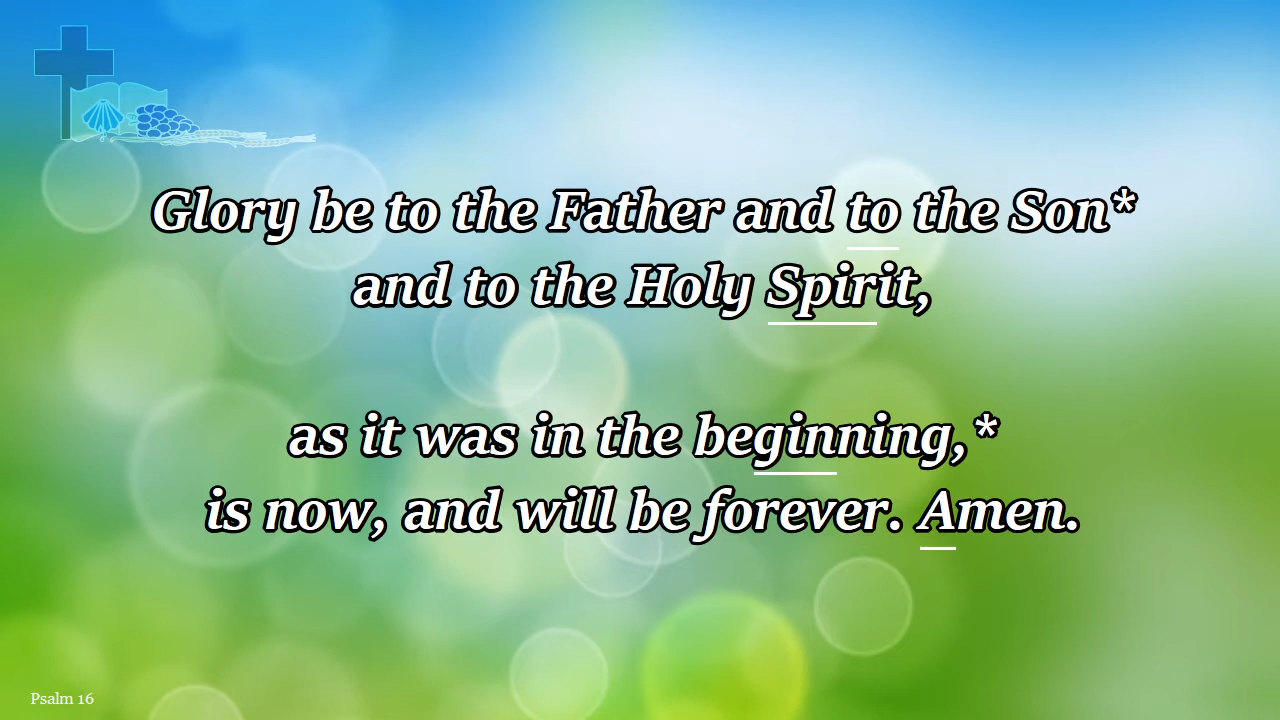 Glory be to the Father and to the Son*
and to the Holy Spirit,
as it was in the beginning,*
is now, and will be forever. Amen.
Psalm 16